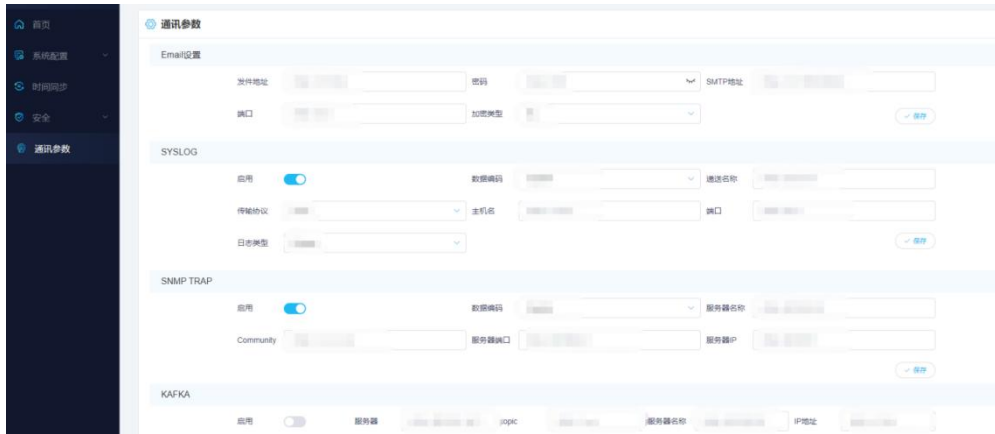 首页
通讯参数
系统配置
Email设置
时间同步
发件地址 密码 SMTP地址
安全
端口 加密类型 保存
通讯参数
SYSLOG
启用 数据编码 通送名称
传输协议 主机名 端口
日志类型 保存
SNMP TRAP
启用 数据编码 服务器名称
Community 服务器端口 服务器IP
保存
KAFKA
启用 服务器 topic 服务器名称 IP地址